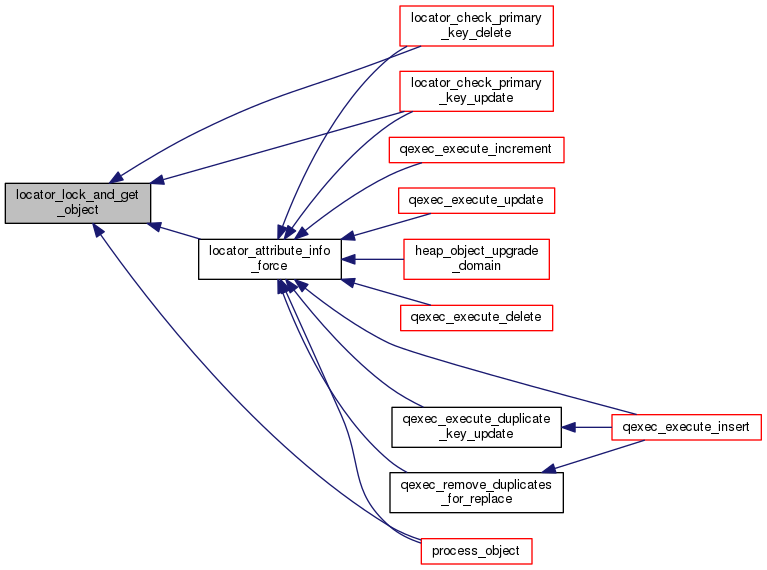 locator_check_primary
_key_delete
locator_check_primary
_key_update
qexec_execute_increment
locator_lock_and_get
_object
qexec_execute_update
locator_attribute_info
_force
heap_object_upgrade
_domain
qexec_execute_delete
qexec_execute_duplicate
_key_update
qexec_execute_insert
qexec_remove_duplicates
_for_replace
process_object